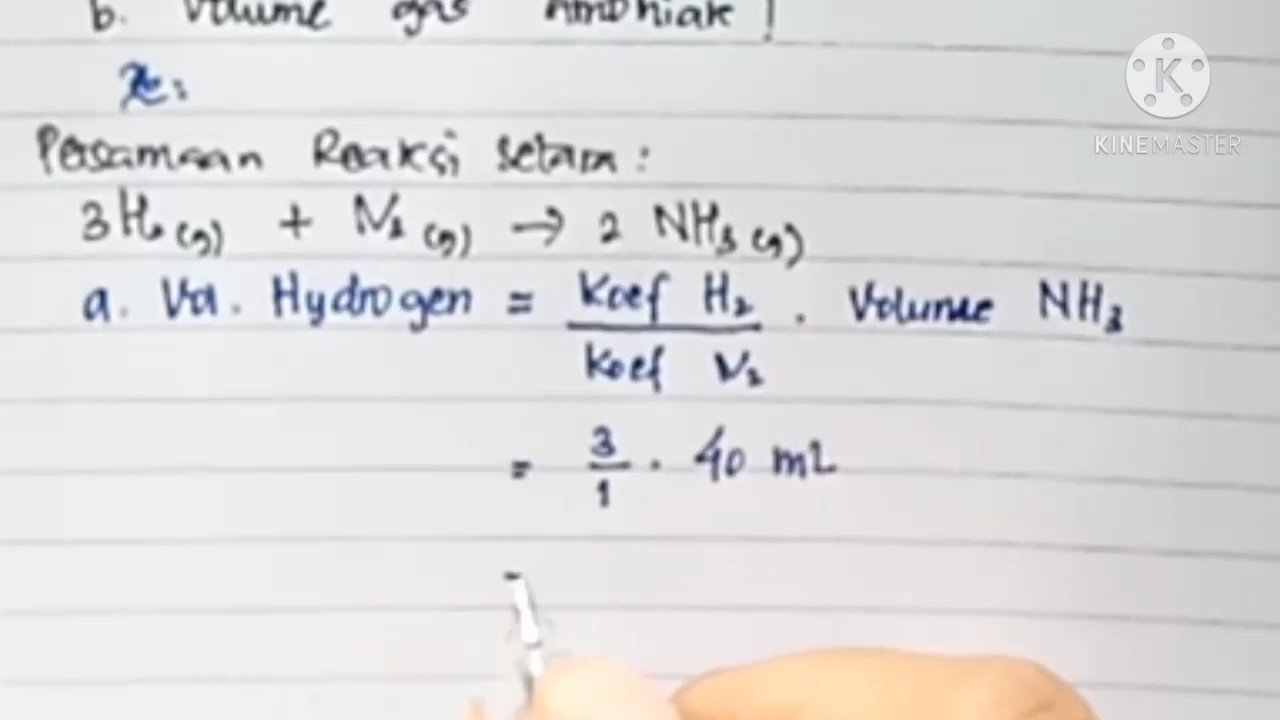 b. Volume gas Amoniak!
KINEMASTER
Persamaan Reaksi setara :
3H₂(g) + N₂(g) → 2 NH₃(g)
a. Vol. Hydrogen = Koef H₂ / Koef N₂ . Volume NH₃
= 3/1 . 40 mL